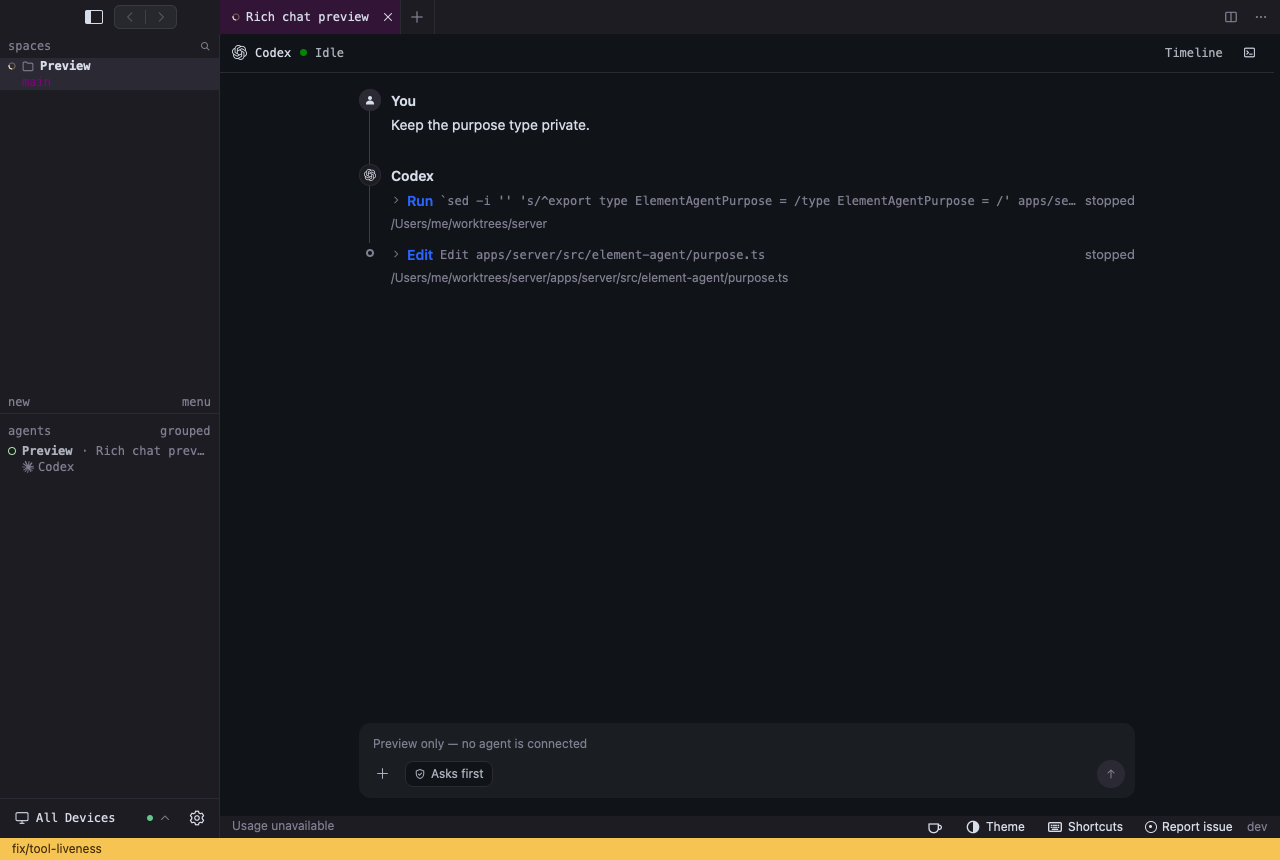 Rich chat preview
spaces
Preview
main
Codex Idle
Timeline
You
Keep the purpose type private.
Codex
Run `sed -i '' 's/^export type ElementAgentPurpose = /type ElementAgentPurpose = /' apps/se… stopped
/Users/me/worktrees/server
Edit Edit apps/server/src/element-agent/purpose.ts stopped
/Users/me/worktrees/server/apps/server/src/element-agent/purpose.ts
new menu
agents grouped
Preview · Rich chat prev…
Codex
Preview only — no agent is connected
Asks first
All Devices
Usage unavailable
Theme
Shortcuts
Report issue
dev
fix/tool-liveness